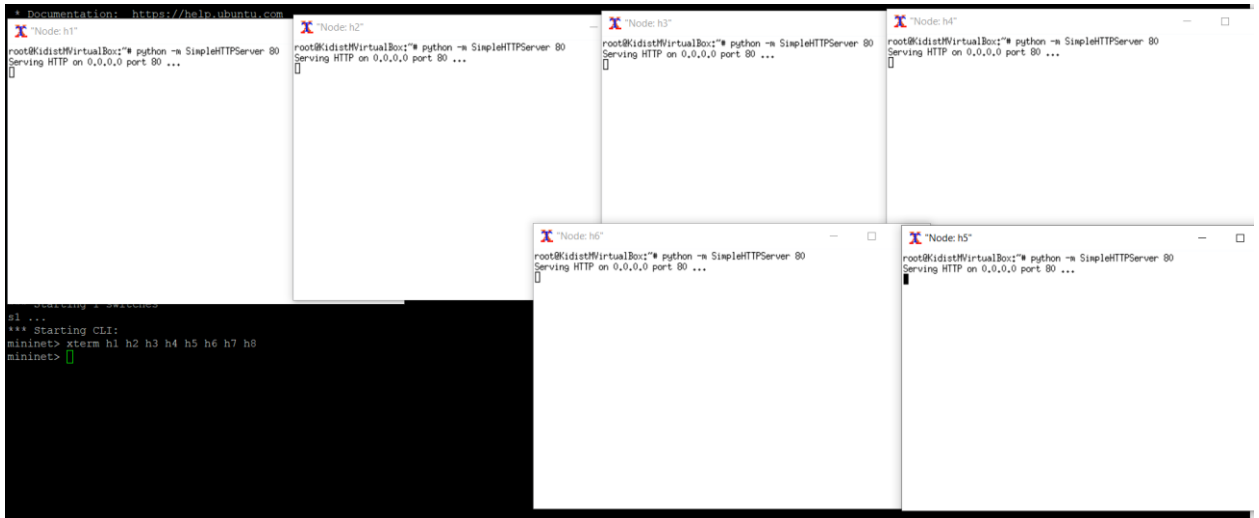 * Documentation:  https://help.ubuntu.com
"Node: h1"
root@KidistMVirtualBox:~# python -m SimpleHTTPServer 80
Serving HTTP on 0.0.0.0 port 80 ...
"Node: h2"
root@KidistMVirtualBox:~# python -m SimpleHTTPServer 80
Serving HTTP on 0.0.0.0 port 80 ...
"Node: h3"
root@KidistMVirtualBox:~# python -m SimpleHTTPServer 80
Serving HTTP on 0.0.0.0 port 80 ...
"Node: h4"
root@KidistMVirtualBox:~# python -m SimpleHTTPServer 80
Serving HTTP on 0.0.0.0 port 80 ...
"Node: h6"
root@KidistMVirtualBox:~# python -m SimpleHTTPServer 80
Serving HTTP on 0.0.0.0 port 80 ...
"Node: h5"
root@KidistMVirtualBox:~# python -m SimpleHTTPServer 80
Serving HTTP on 0.0.0.0 port 80 ...
Starting 1 switches
s1 ...
*** Starting CLI:
mininet> xterm h1 h2 h3 h4 h5 h6 h7 h8
mininet>